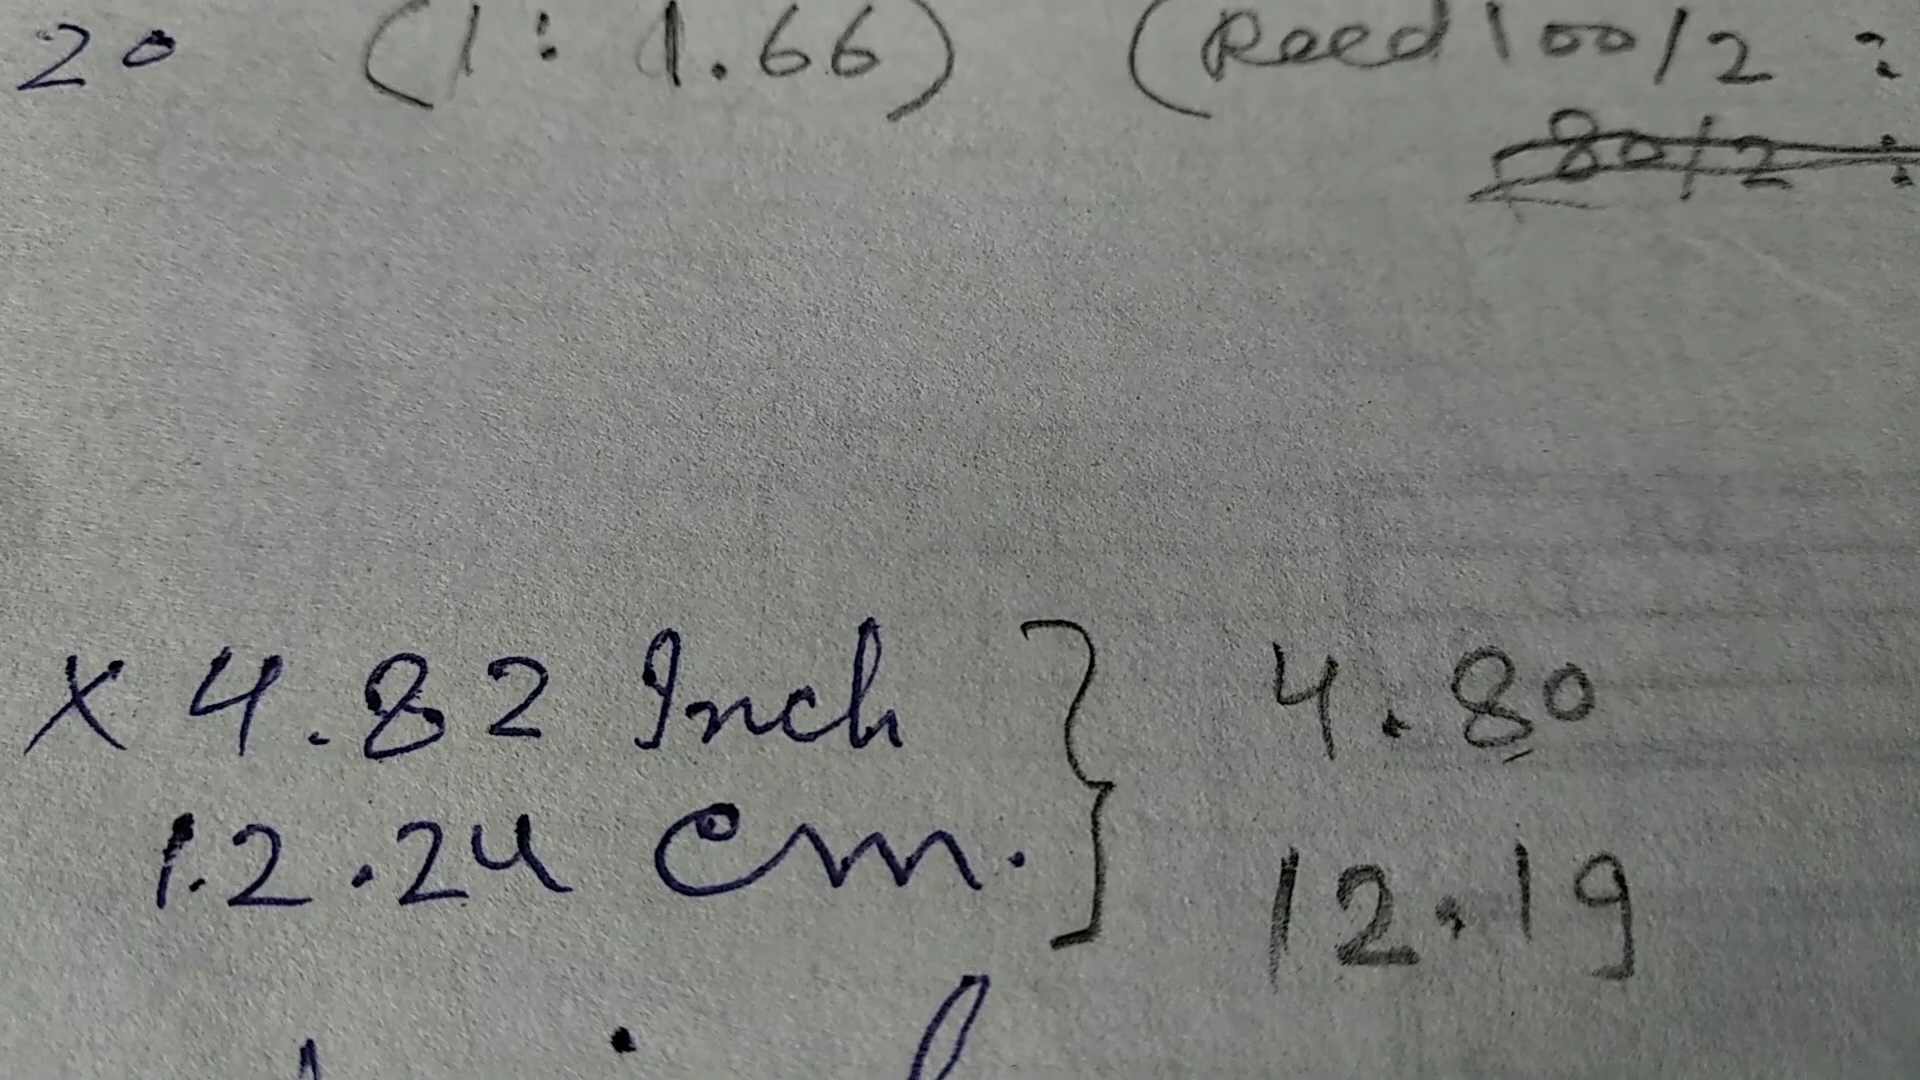 20 (1: 1.66) (Reed 100/2 :
80/2 :
x 4.82 Inch } 4.80
12.24 cm. 12.19